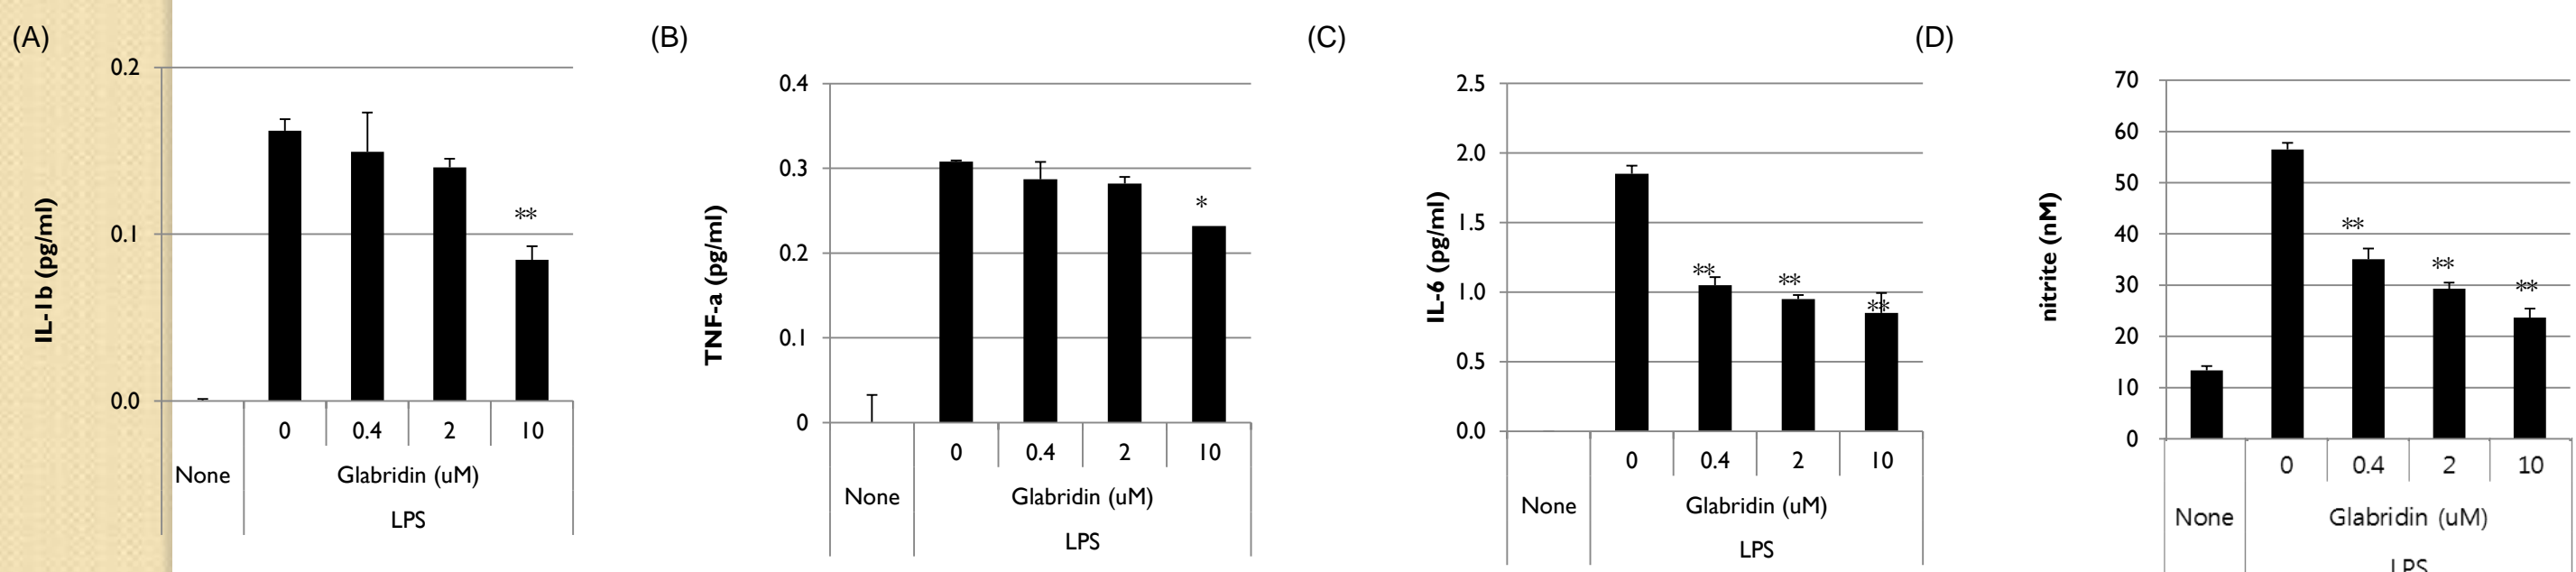 (A)
0.2
0.1
0.0
IL-1b (pg/ml)
**
0 0.4 2 10
None Glabridin (uM)
LPS
(B)
0.4
0.3
0.2
0.1
0
TNF-a (pg/ml)
*
0 0.4 2 10
None Glabridin (uM)
LPS
(C)
2.5
2.0
1.5
1.0
0.5
0.0
IL-6 (pg/ml)
** ** **
0 0.4 2 10
None Glabridin (uM)
LPS
(D)
70
60
50
40
30
20
10
0
nitrite (nM)
** ** **
0 0.4 2 10
None Glabridin (uM)
LPS